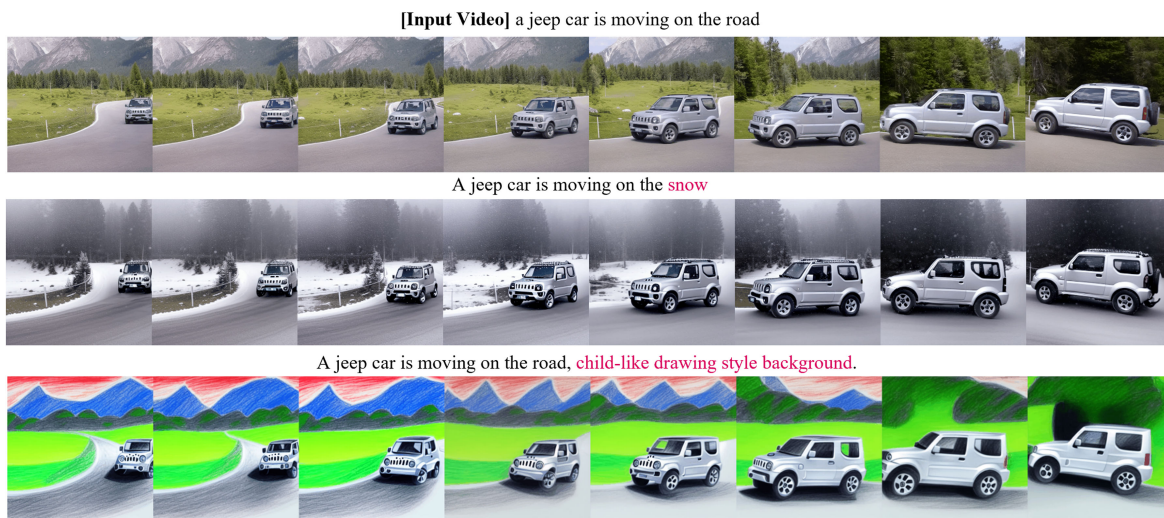 [Input Video] a jeep car is moving on the road
A jeep car is moving on the snow
A jeep car is moving on the road, child-like drawing style background.